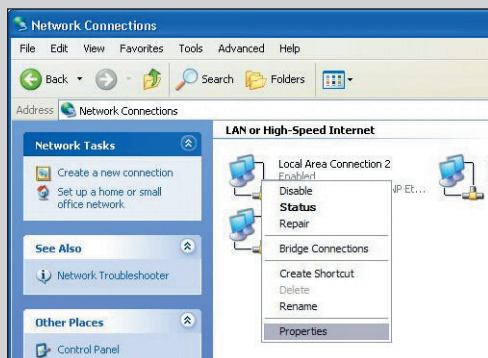 Network Connections
File Edit View Favorites Tools Advanced Help
Back Search Folders
Address Network Connections
Network Tasks
Create a new connection
Set up a home or small
office network
See Also
Network Troubleshooter
Other Places
Control Panel
LAN or High-Speed Internet
Local Area Connection 2
Enabled
Disable
Status
Repair
Bridge Connections
Create Shortcut
Delete
Rename
Properties